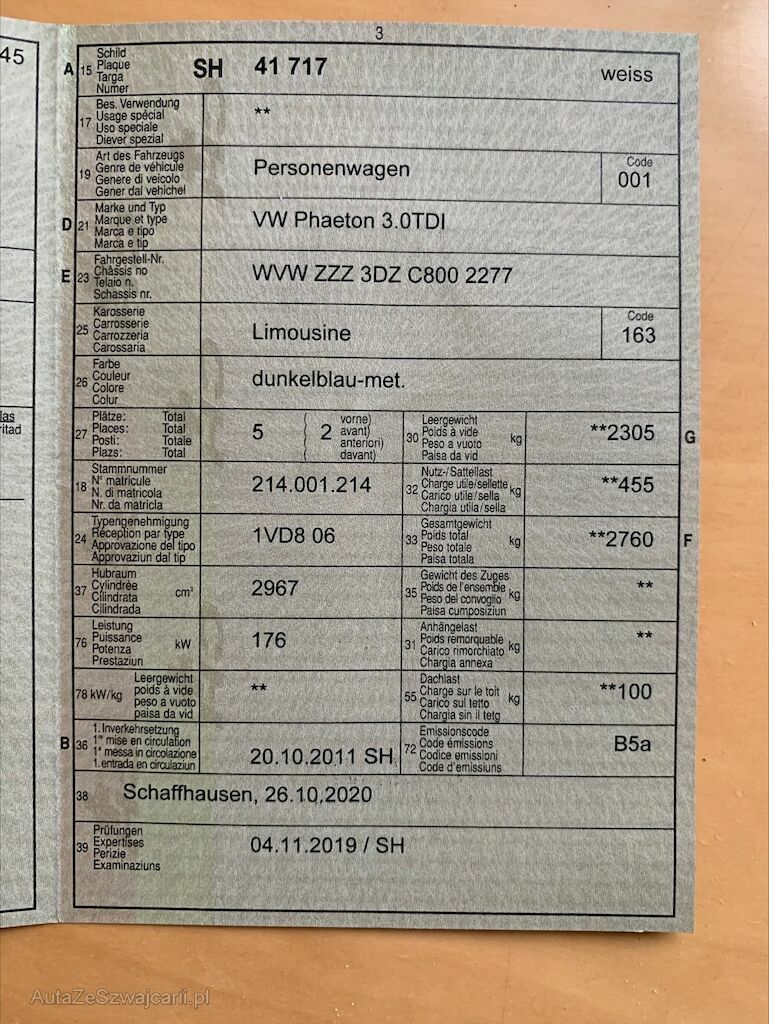 3
45
A 15 Schild
Plaque
Targa
Numer
SH 41 717 weiss
17 Bes. Verwendung
Usage spécial
Uso speciale
Diever spezial
**
19 Art des Fahrzeugs
Genre de véhicule
Genere di veicolo
Gener dal vehichel
Personenwagen
Code
001
D 21 Marke und Typ
Marque et type
Marca e tipo
Marca e tip
VW Phaeton 3.0TDI
E 23 Fahrgestell-Nr.
Châssis no
Telaio n.
Schassis nr.
WVW ZZZ 3DZ C800 2277
25 Karosserie
Carrosserie
Carrozzeria
Carossaria
Limousine
Code
163
26 Farbe
Couleur
Colore
Colur
dunkelblau-met.
las
ritad
27 Plätze: Total
Places: Total
Posti: Totale
Plazs: Total
5 ( 2 vorne)
avant)
anteriori)
davant)
30 Leergewicht
Poids à vide
Peso a vuoto
Paisa da vid
kg
**2305 G
18 Stammnummer
N° matricule
N. di matricola
Nr. da matricla
214.001.214
32 Nutz-/Sattellast
Charge utile/sellette
Carico utile/sella
Chargia utila/sella
kg
**455
24 Typengenehmigung
Réception par type
Approvazione del tipo
Approvaziun dal tip
1VD8 06
33 Gesamtgewicht
Poids total
Peso totale
Paisa totala
kg
**2760 F
37 Hubraum
Cylindrée
Cilindrata
Cilindrada
cm³
2967
35 Gewicht des Zuges
Poids de l'ensemble
Peso del convoglio
Paisa cumposiziun
kg
**
76 Leistung
Puissance
Potenza
Prestaziun
kW
176
31 Anhängelast
Poids remorquable
Carico rimorchiato
Chargia annexa
kg
**
78 kW/kg Leergewicht
poids à vide
peso a vuoto
paisa da vid
**
55 Dachlast
Charge sur le toit
Carico sul tetto
Chargia sin il tetg
kg
**100
B 36 1. Inverkehrsetzung
1re mise en circulation
1a messa in circolazione
1. entrada en circulaziun
20.10.2011 SH
72 Emissionscode
Code émissions
Codice emissioni
Code d'emissiuns
B5a
38 Schaffhausen, 26.10.2020
39 Prüfungen
Expertises
Perizie
Examinaziuns
04.11.2019 / SH
AutaZeSzwajcarii.pl